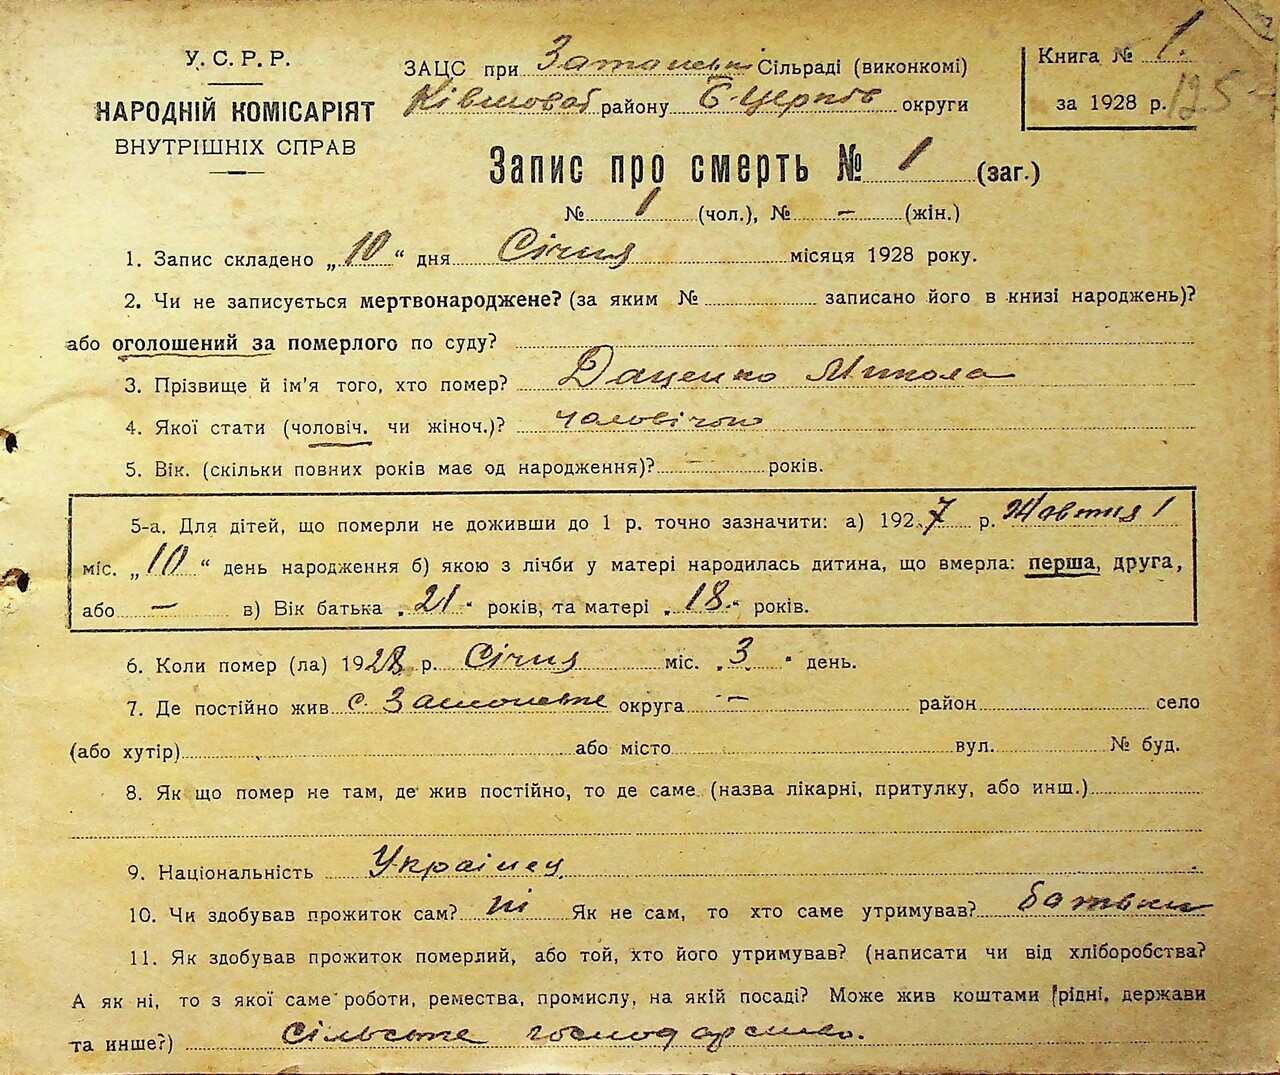 У.С.Р.Р.
НАРОДНІЙ КОМІСАРІЯТ
ВНУТРІШНІХ СПРАВ
ЗАЦС при Сільраді (виконкомі)
району Б-Церків округи
Книга № 1.
за 1928 р. 125
Запис про смерть № 1 (заг.)
№ 1 (чол.), № – (жін.)
1. Запис складено „10“ дня Січня місяця 1928 року.
2. Чи не записується мертвонароджене? (за яким № записано його в книзі народжень)?
або оголошений за померлого по суду?
3. Прізвище й ім'я того, хто помер? Даценко Микола
4. Якої стати (чоловіч. чи жіноч.)? чоловічої
5. Вік. (скільки повних років має од народження)? – років.
5-а. Для дітей, що померли не доживши до 1 р. точно зазначити: а) 1927 р. Жовтня
міс. „10“ день народження б) якою з лічби у матері народилась дитина, що вмерла: перша, друга,
або – в) Вік батька „21“ років, та матері „18“ років.
6. Коли помер (ла) 1928 р. Січня міс. „3“ день.
7. Де постійно жив с. округа – район село
(або хутір) або місто вул. № буд.
8. Як що помер не там, де жив постійно, то де саме (назва лікарні, притулку, або инш.)
9. Національність Українец
10. Чи здобував прожиток сам? ні Як не сам, то хто саме утримував? батьки
11. Як здобував прожиток померлий, або той, хто його утримував? (написати чи від хліборобства?
А як ні, то з якої саме роботи, ремества, промислу, на якій посаді? Може жив коштами рідні, держави
та инше?) Сільське господарство.